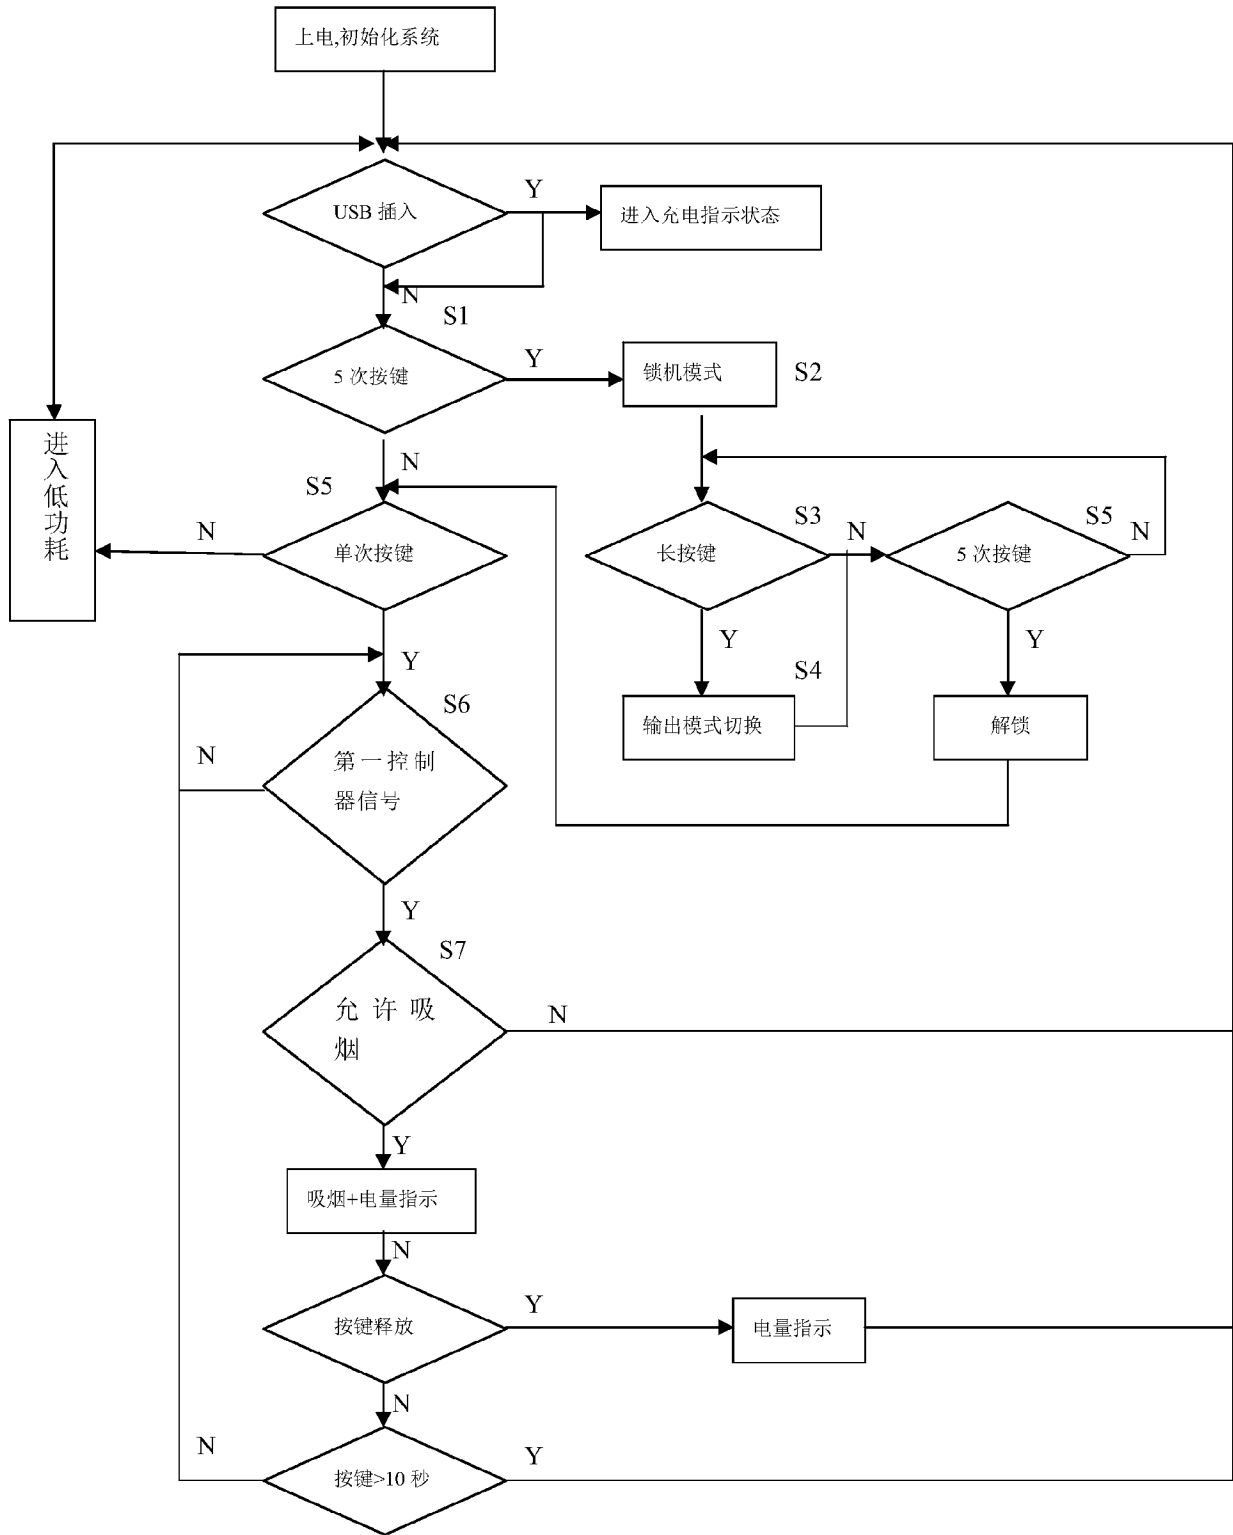 上电,初始化系统
USB 插入
Y
进入充电指示状态
N
S1
5 次按键
Y
锁机模式
S2
进入低功耗
N
S5
单次按键
N
S3
长按键
N
S5
5 次按键
N
Y
Y
Y
S4
输出模式切换
解锁
S6
第一控制
器信号
N
Y
S7
允许吸
烟
N
Y
吸烟+电量指示
N
按键释放
Y
电量指示
N
按键>10 秒
N
Y